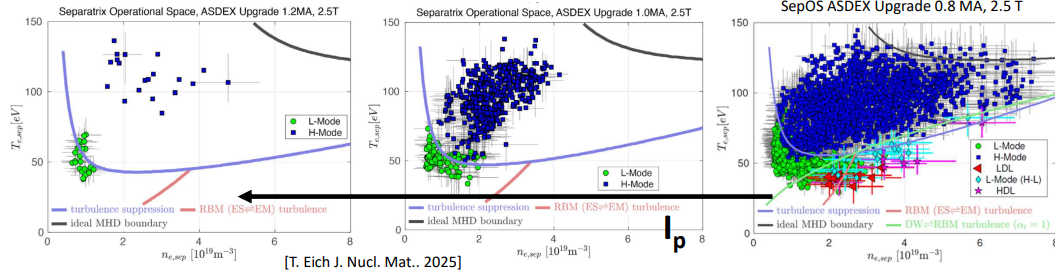 Separatrix Operational Space, ASDEX Upgrade 1.2MA, 2.5T
150
100
50
0
T_{e,sep}[eV]
L-Mode
H-Mode
turbulence suppression
RBM (ES⇌EM) turbulence
ideal MHD boundary
0 2 4 6 8
n_{e,sep} [10^{19}m^{-3}]
Separatrix Operational Space, ASDEX Upgrade 1.0MA, 2.5T
150
100
50
0
T_{e,sep}[eV]
L-Mode
H-Mode
turbulence suppression
RBM (ES⇌EM) turbulence
ideal MHD boundary
0 2 4 6 8
n_{e,sep} [10^{19}m^{-3}]
SepOS ASDEX Upgrade 0.8 MA, 2.5 T
150
100
50
0
T_{e,sep}[eV]
L-Mode
H-Mode
LDL
L-Mode (H-L)
HDL
turbulence suppression
RBM (ES⇌EM) turbulence
ideal MHD boundary
DW⇌RBM turbulence (α_t = 1)
0 2 4 6 8
n_{e,sep} [10^{19}m^{-3}]
I_p
[T. Eich J. Nucl. Mat.. 2025]